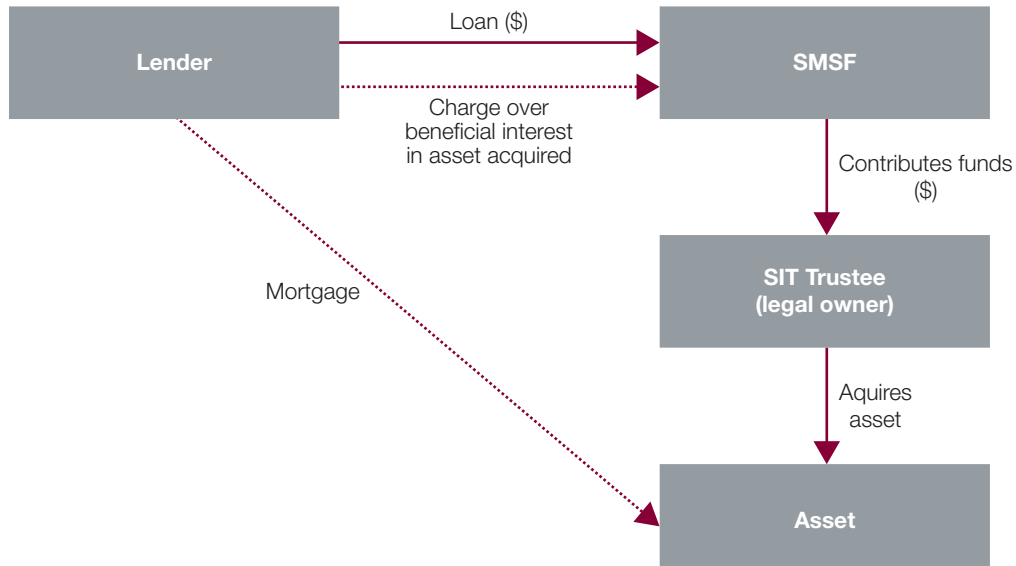 Loan ($)
Lender
SMSF
Charge over
beneficial interest
in asset acquired
Contributes funds
($)
SIT Trustee
(legal owner)
Mortgage
Aquires
asset
Asset